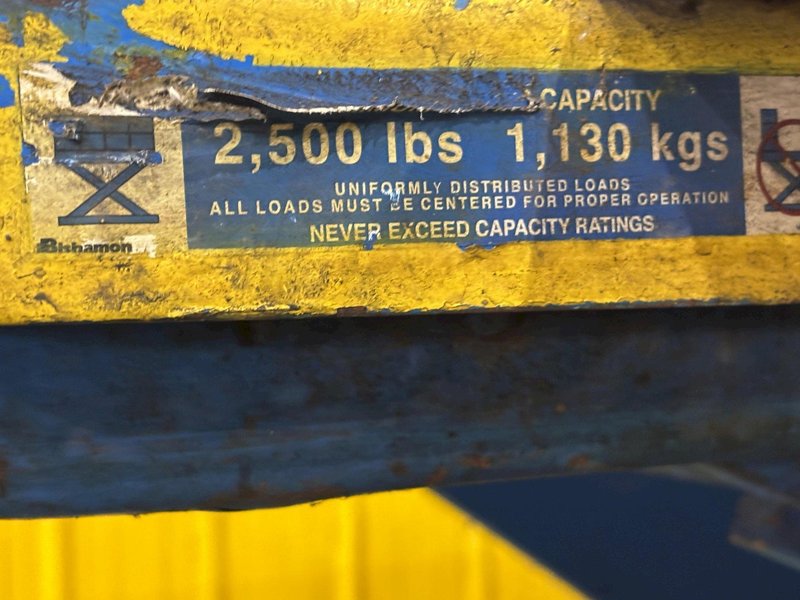 CAPACITY
2,500 lbs 1,130 kgs
UNIFORMLY DISTRIBUTED LOADS
ALL LOADS MUST BE CENTERED FOR PROPER OPERATION
NEVER EXCEED CAPACITY RATINGS
Bishamon